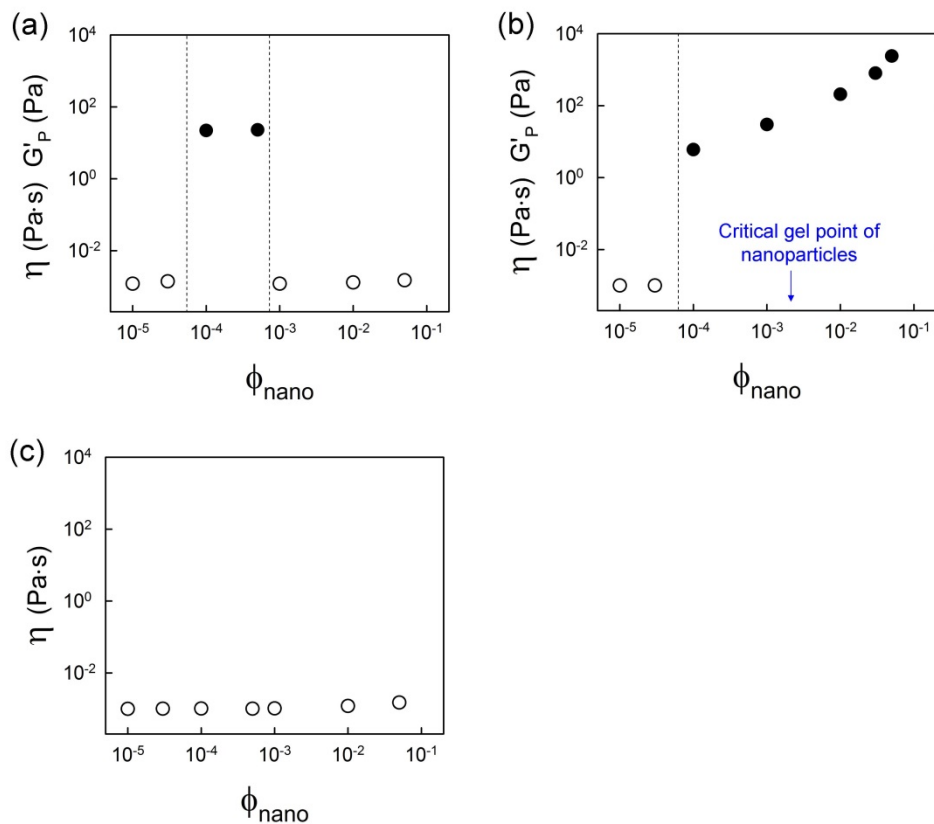 (a)
η (Pa·s) G'ₚ (Pa)
10⁴
10²
10⁰
10⁻²
10⁻⁵ 10⁻⁴ 10⁻³ 10⁻² 10⁻¹
ϕnano
(b)
η (Pa·s) G'ₚ (Pa)
10⁴
10²
10⁰
10⁻²
Critical gel point of
nanoparticles
10⁻⁵ 10⁻⁴ 10⁻³ 10⁻² 10⁻¹
ϕnano
(c)
η (Pa·s)
10⁴
10²
10⁰
10⁻²
10⁻⁵ 10⁻⁴ 10⁻³ 10⁻² 10⁻¹
ϕnano